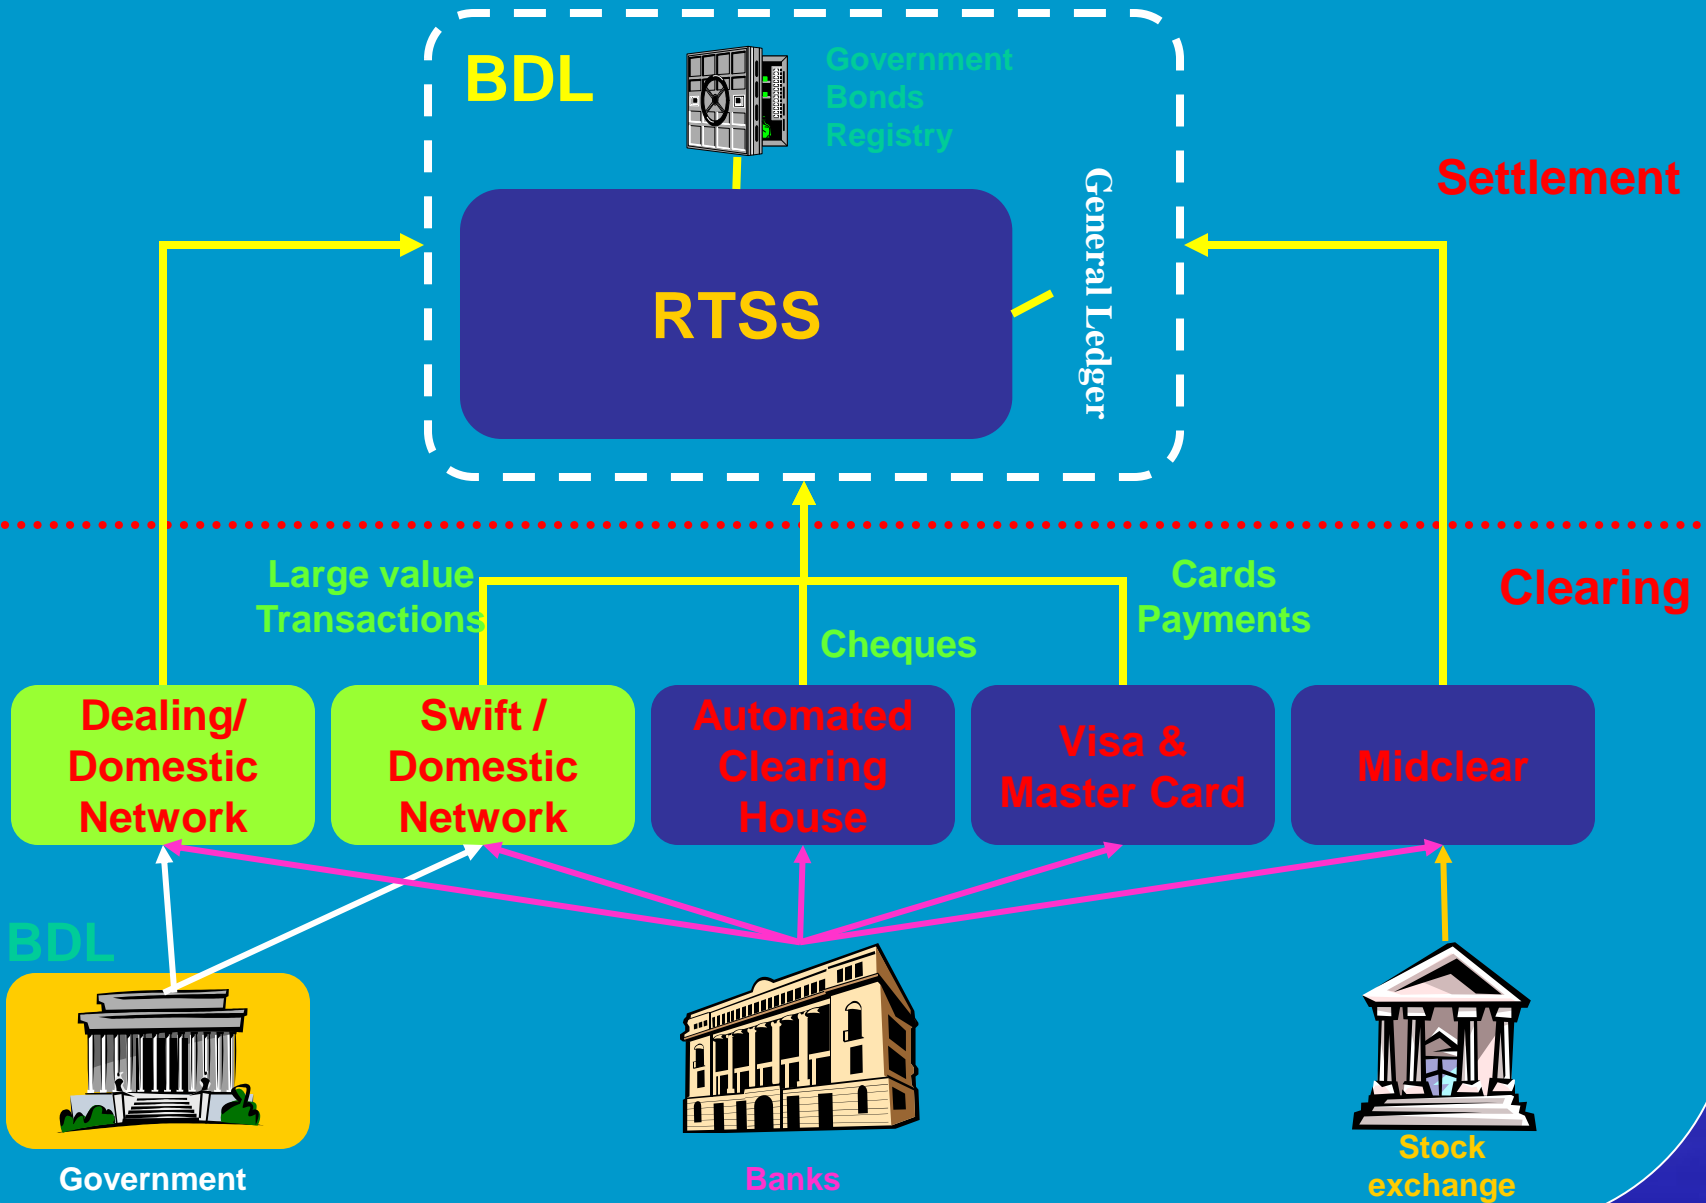 BDL
Government
Bonds
Registry
General Ledger
Settlement
RTSS
Large value
Transactions
Cheques
Cards
Payments
Clearing
Dealing/
Domestic
Network
Swift /
Domestic
Network
Automated
Clearing
House
Visa &
Master Card
Midclear
BDL
Government
Banks
Stock
exchange